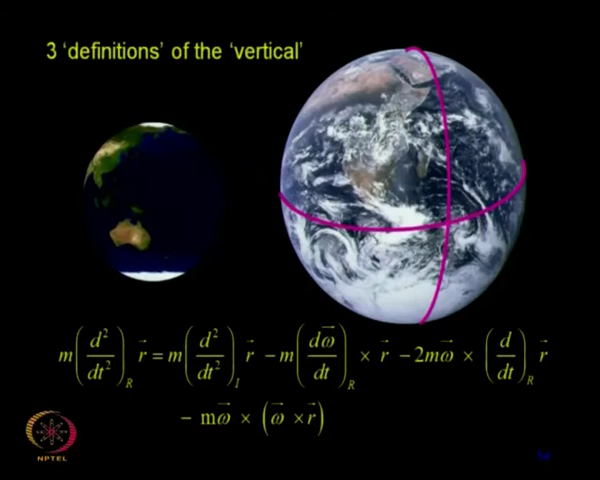 3 ‘definitions’ of the ‘vertical’
m(d²/dt²)_R r⃗ = m(d²/dt²)_I r⃗ − m(dω⃗/dt)_R × r⃗ − 2mω⃗ × (d/dt)_R r⃗
− mω⃗ × (ω⃗ × r⃗)
NPTEL